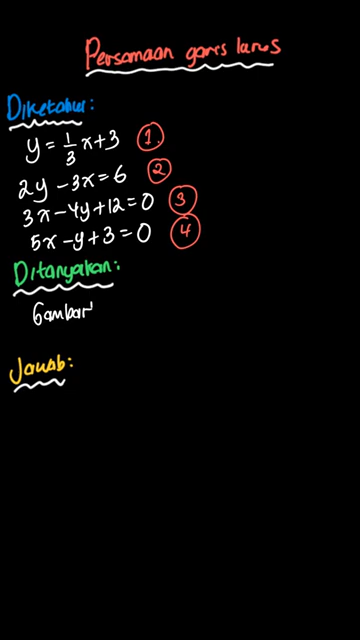 Persamaan garis lurus
Diketahui:
y = 1/3 x + 3 1.
2y - 3x = 6 2
3x - 4y + 12 = 0 3
5x - y + 3 = 0 4
Ditanyakan:
Gambar
Jawab: